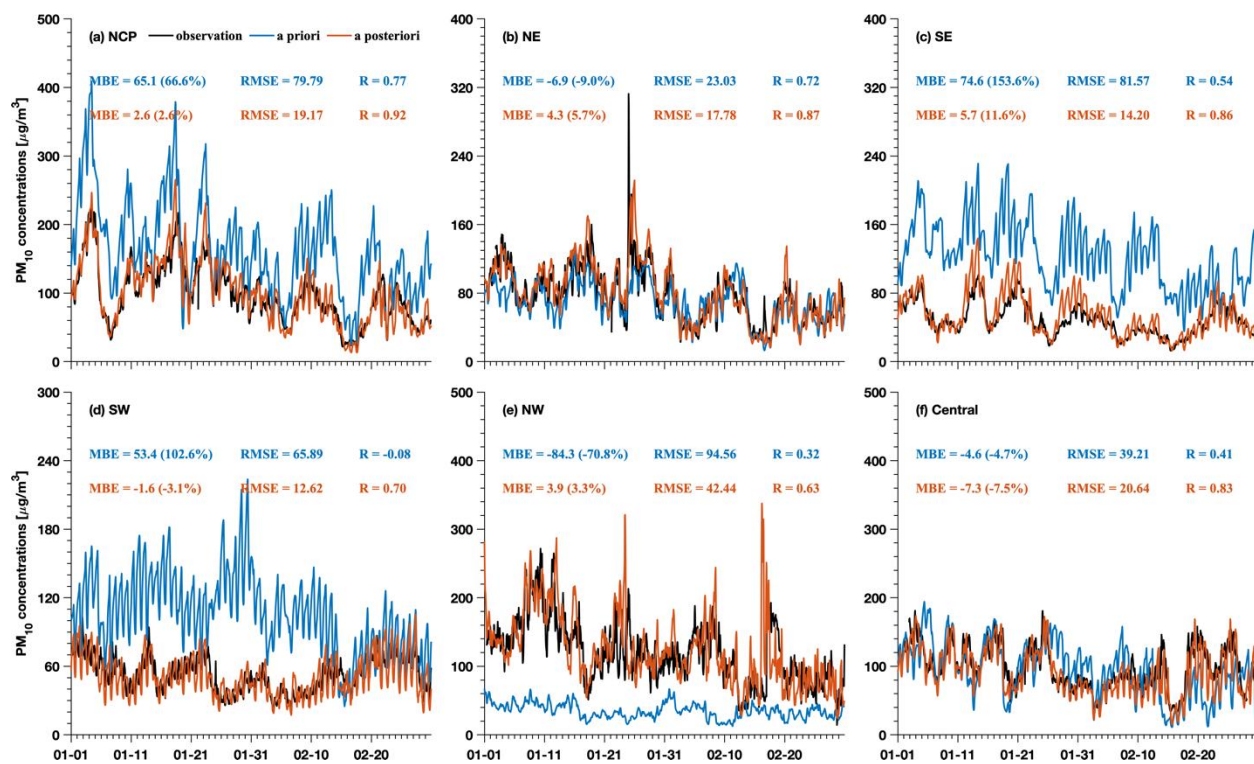 (a) NCP observation a priori a posteriori
MBE = 65.1 (66.6%) RMSE = 79.79 R = 0.77
MBE = 2.6 (2.6%) RMSE = 19.17 R = 0.92
PM10 concentrations [μg/m³]
500
400
300
200
100
0
(b) NE
MBE = -6.9 (-9.0%) RMSE = 23.03 R = 0.72
MBE = 4.3 (5.7%) RMSE = 17.78 R = 0.87
400
320
240
160
80
0
(c) SE
MBE = 74.6 (153.6%) RMSE = 81.57 R = 0.54
MBE = 5.7 (11.6%) RMSE = 14.20 R = 0.86
400
320
240
160
80
0
(d) SW
MBE = 53.4 (102.6%) RMSE = 65.89 R = -0.08
MBE = -1.6 (-3.1%) RMSE = 12.62 R = 0.70
PM10 concentrations [μg/m³]
300
240
180
120
60
0
01-01 01-11 01-21 01-31 02-10 02-20
(e) NW
MBE = -84.3 (-70.8%) RMSE = 94.56 R = 0.32
MBE = 3.9 (3.3%) RMSE = 42.44 R = 0.63
500
400
300
200
100
0
01-01 01-11 01-21 01-31 02-10 02-20
(f) Central
MBE = -4.6 (-4.7%) RMSE = 39.21 R = 0.41
MBE = -7.3 (-7.5%) RMSE = 20.64 R = 0.83
500
400
300
200
100
0
01-01 01-11 01-21 01-31 02-10 02-20